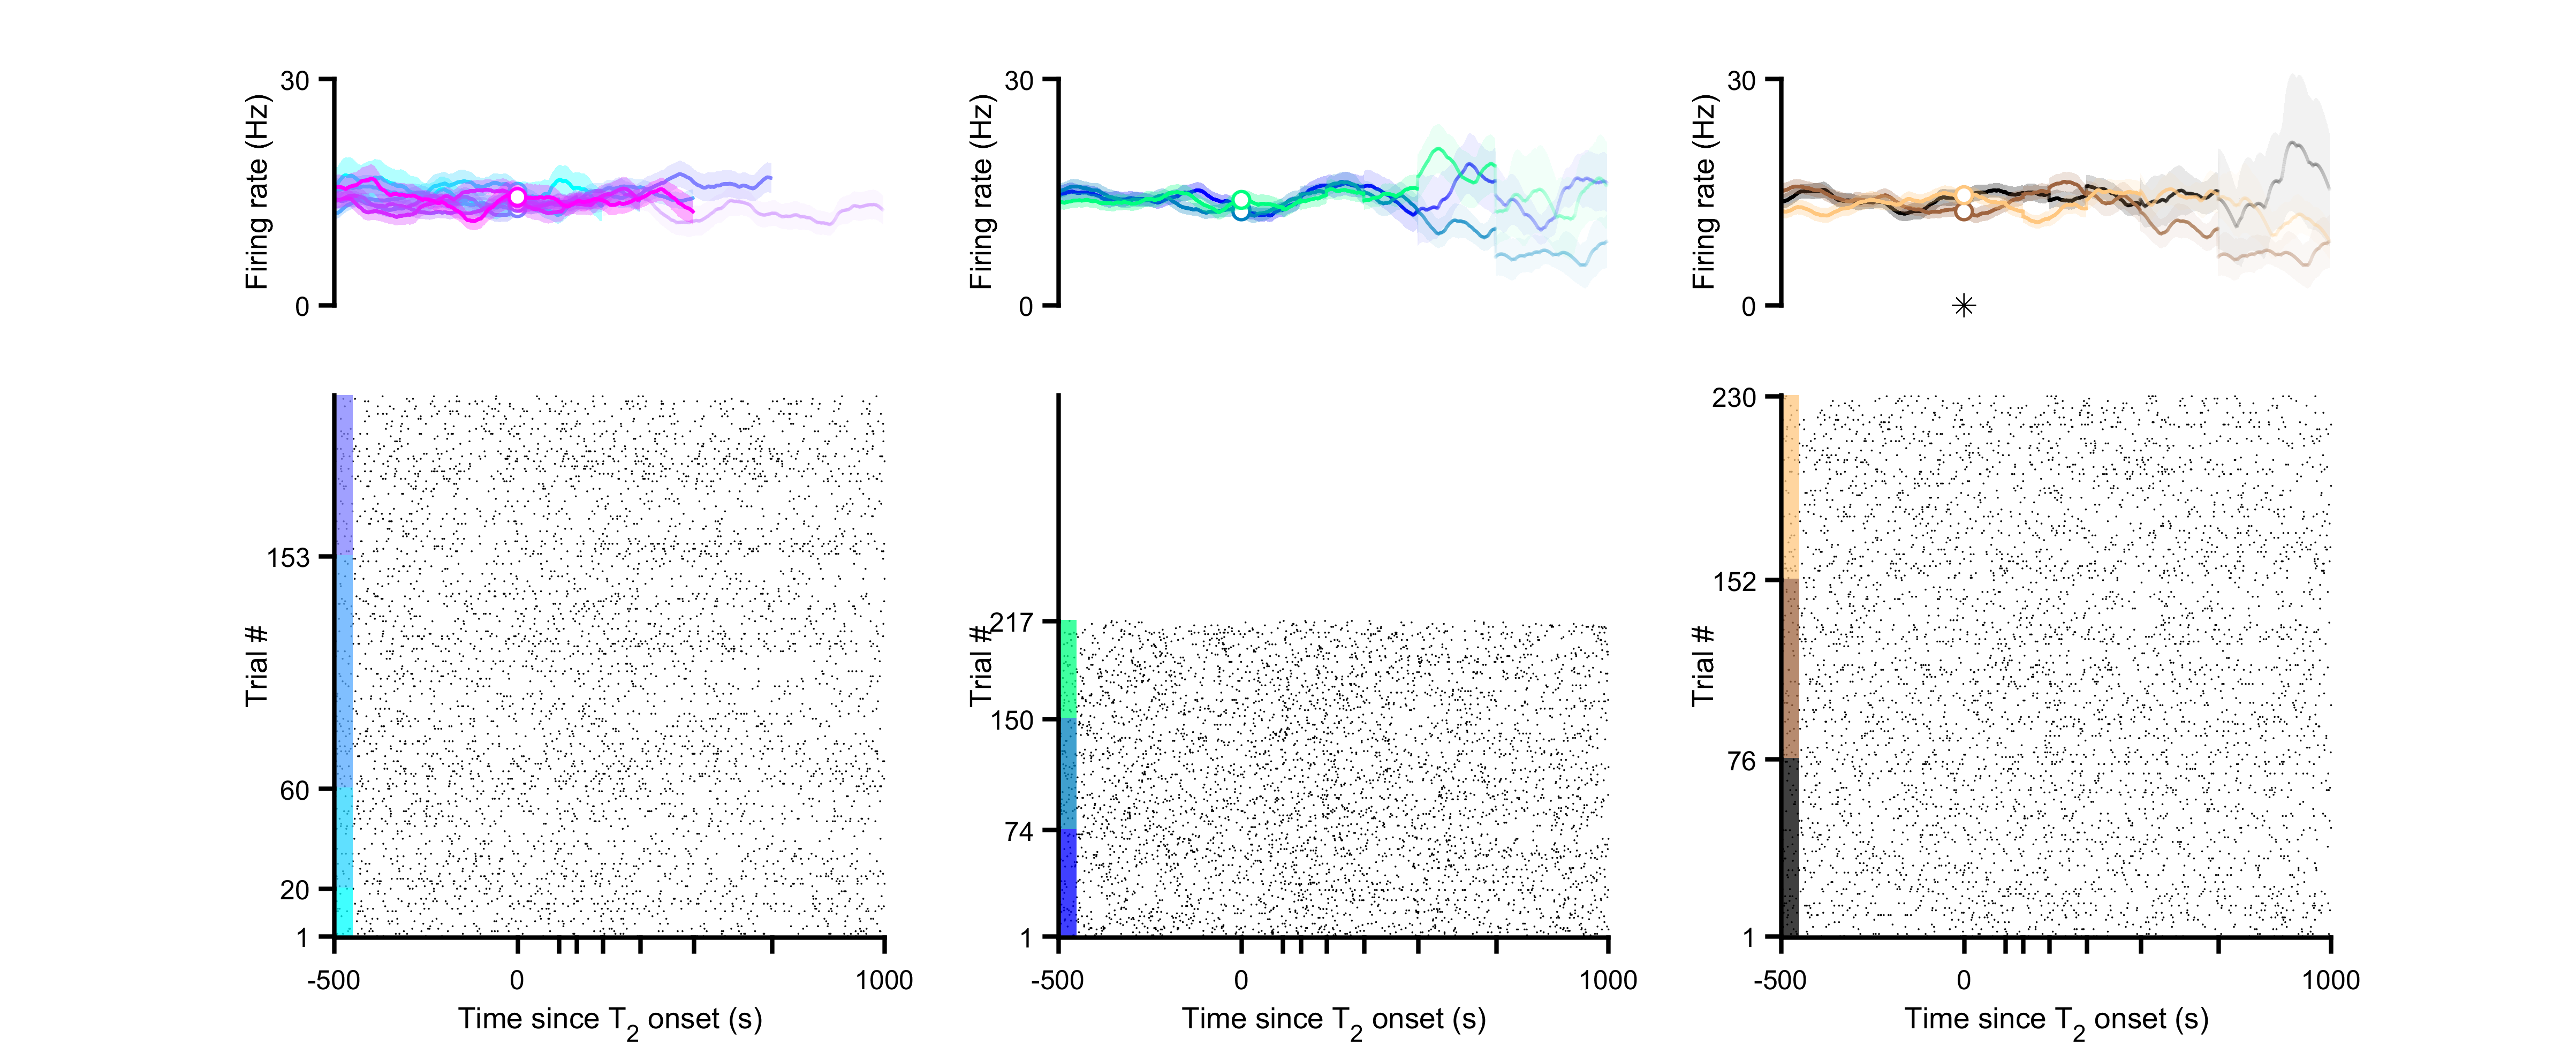 30
Firing rate (Hz)
0
30
Firing rate (Hz)
0
30
Firing rate (Hz)
0
153
60
20
1
Trial #
-500 0 1000
Time since T2 onset (s)
217
150
74
1
Trial #
-500 0 1000
Time since T2 onset (s)
230
152
76
1
Trial #
-500 0 1000
Time since T2 onset (s)